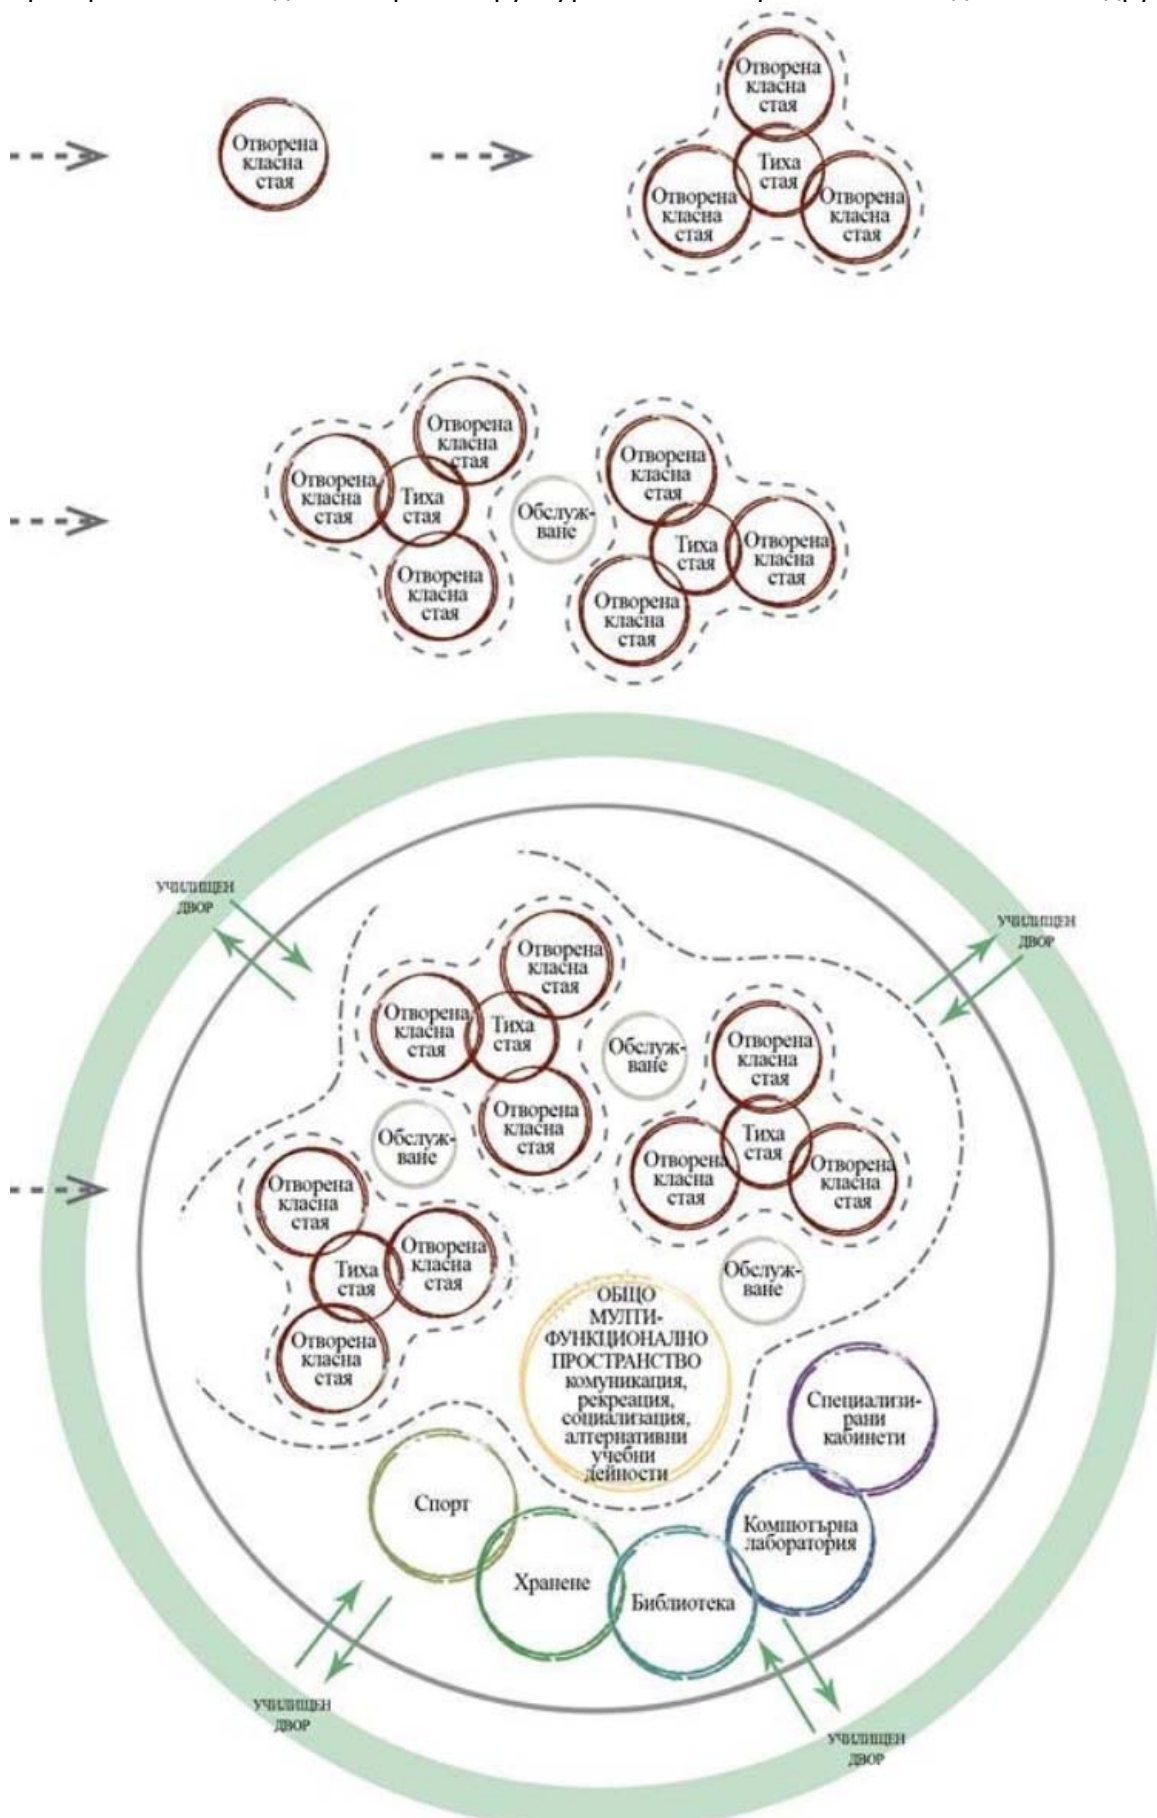 Отворена
класна
стая
Отворена
класна
стая
Тиха
стая
Отворена
класна
стая
Отворена
класна
стая
Отворена
класна
стая
Отворена
класна
стая
Тиха
стая
Отворена
класна
стая
Обслуж-
ване
Отворена
класна
стая
Тиха
стая
Отворена
класна
стая
Отворена
класна
стая
УЧИЛИЩЕН
ДВОР
УЧИЛИЩЕН
ДВОР
Отворена
класна
стая
Отворена
класна
стая
Тиха
стая
Отворена
класна
стая
Обслуж-
ване
Отворена
класна
стая
Тиха
стая
Отворена
класна
стая
Отворена
класна
стая
Обслуж-
ване
Отворена
класна
стая
Тиха
стая
Отворена
класна
стая
Отворена
класна
стая
Обслуж-
ване
ОБЩО
МУЛТИ-
ФУНКЦИОНАЛНО
ПРОСТРАНСТВО
комуникация,
рекреация,
социализация,
алтернативни
учебни
дейности
Специализи-
рани
кабинети
Спорт
Компютърна
лаборатория
Хранене
Библиотека
УЧИЛИЩЕН
ДВОР
УЧИЛИЩЕН
ДВОР